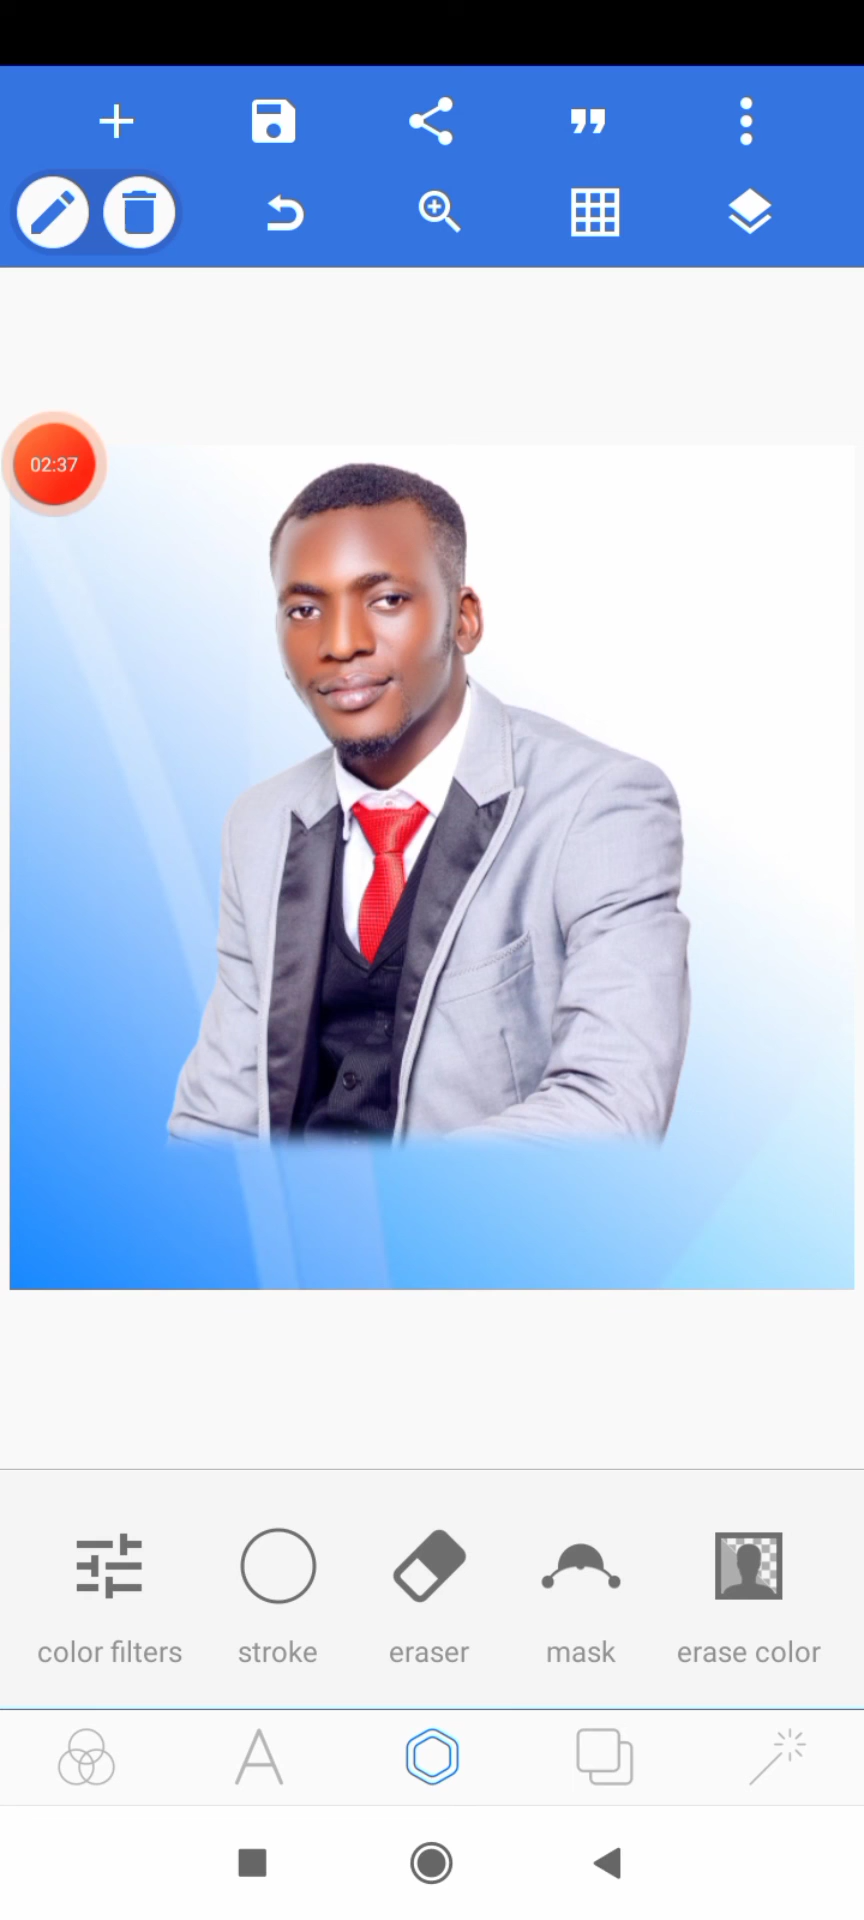 02:37
color filters
stroke
eraser
mask
erase color